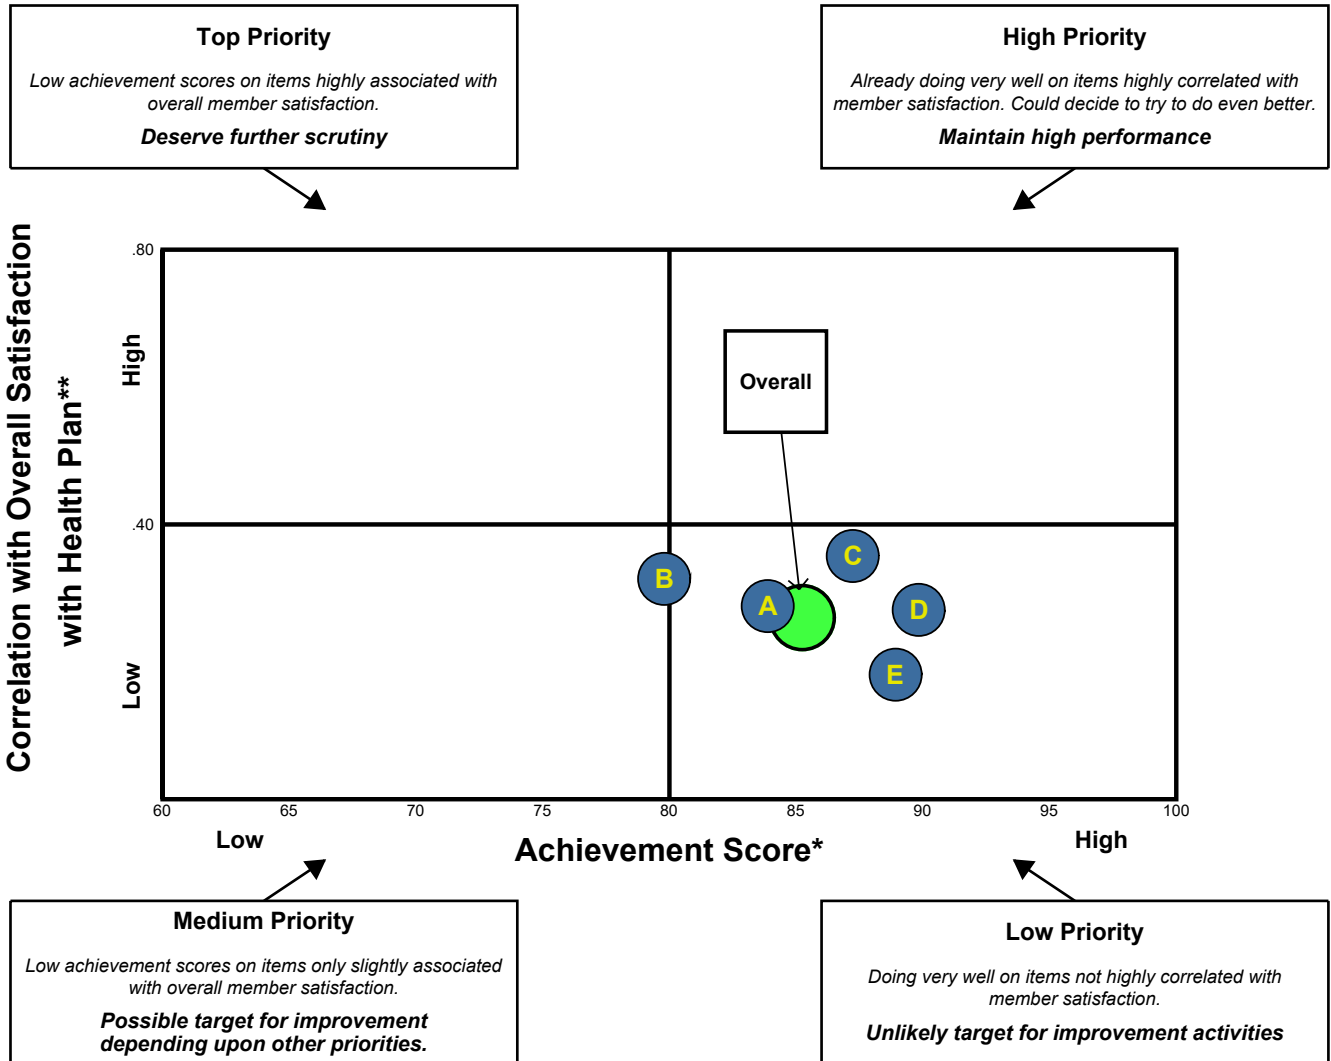 Top Priority
Low achievement scores on items highly associated with
overall member satisfaction.
Deserve further scrutiny
High Priority
Already doing very well on items highly correlated with
member satisfaction. Could decide to try to do even better.
Maintain high performance
Correlation with Overall Satisfaction
with Health Plan**
High
Low
.80
.40
Overall
B
A
C
D
E
60 65 70 75 80 85 90 95 100
Low
Achievement Score*
High
Medium Priority
Low achievement scores on items only slightly associated
with overall member satisfaction.
Possible target for improvement
depending upon other priorities.
Low Priority
Doing very well on items not highly correlated with
member satisfaction.
Unlikely target for improvement activities